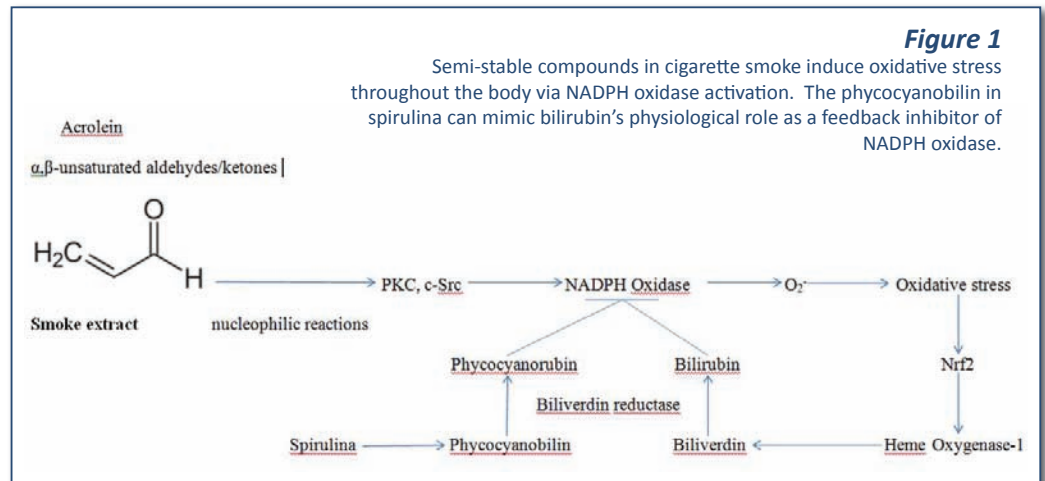 Figure 1
Semi-stable compounds in cigarette smoke induce oxidative stress
throughout the body via NADPH oxidase activation. The phycocyanobilin in
spirulina can mimic bilirubin's physiological role as a feedback inhibitor of
NADPH oxidase.
Acrolein
α,β-unsaturated aldehydes/ketones
O
H₂C
H
PKC, c-Src
NADPH Oxidase
O₂·
Oxidative stress
Smoke extract
nucleophilic reactions
Phycocyanorubin
Bilirubin
Nrf2
Biliverdin reductase
Spirulina
Phycocyanobilin
Biliverdin
Heme Oxygenase-1